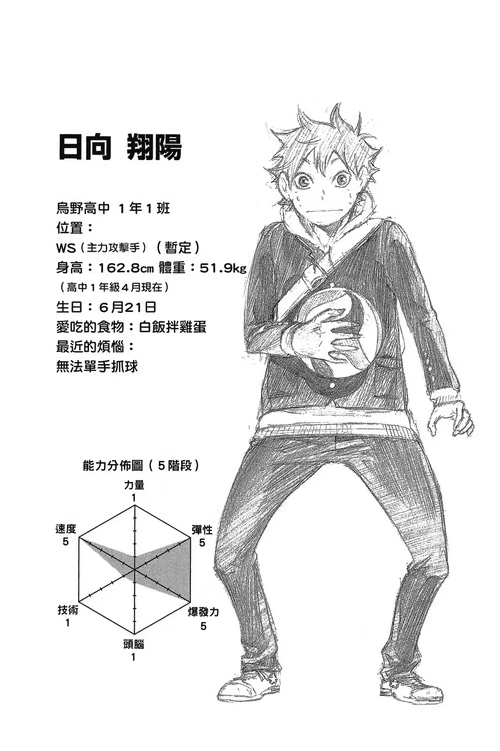 日向 翔陽
烏野高中 1年1班
位置：
WS（主力攻擊手）（暫定）
身高：162.8cm 體重：51.9kg
（高中1年級4月現在）
生日：6月21日
愛吃的食物：白飯拌雞蛋
最近的煩惱：
無法單手抓球
能力分佈圖（5階段）
力量
1
速度
5
彈性
5
技術
1
爆發力
5
頭腦
1